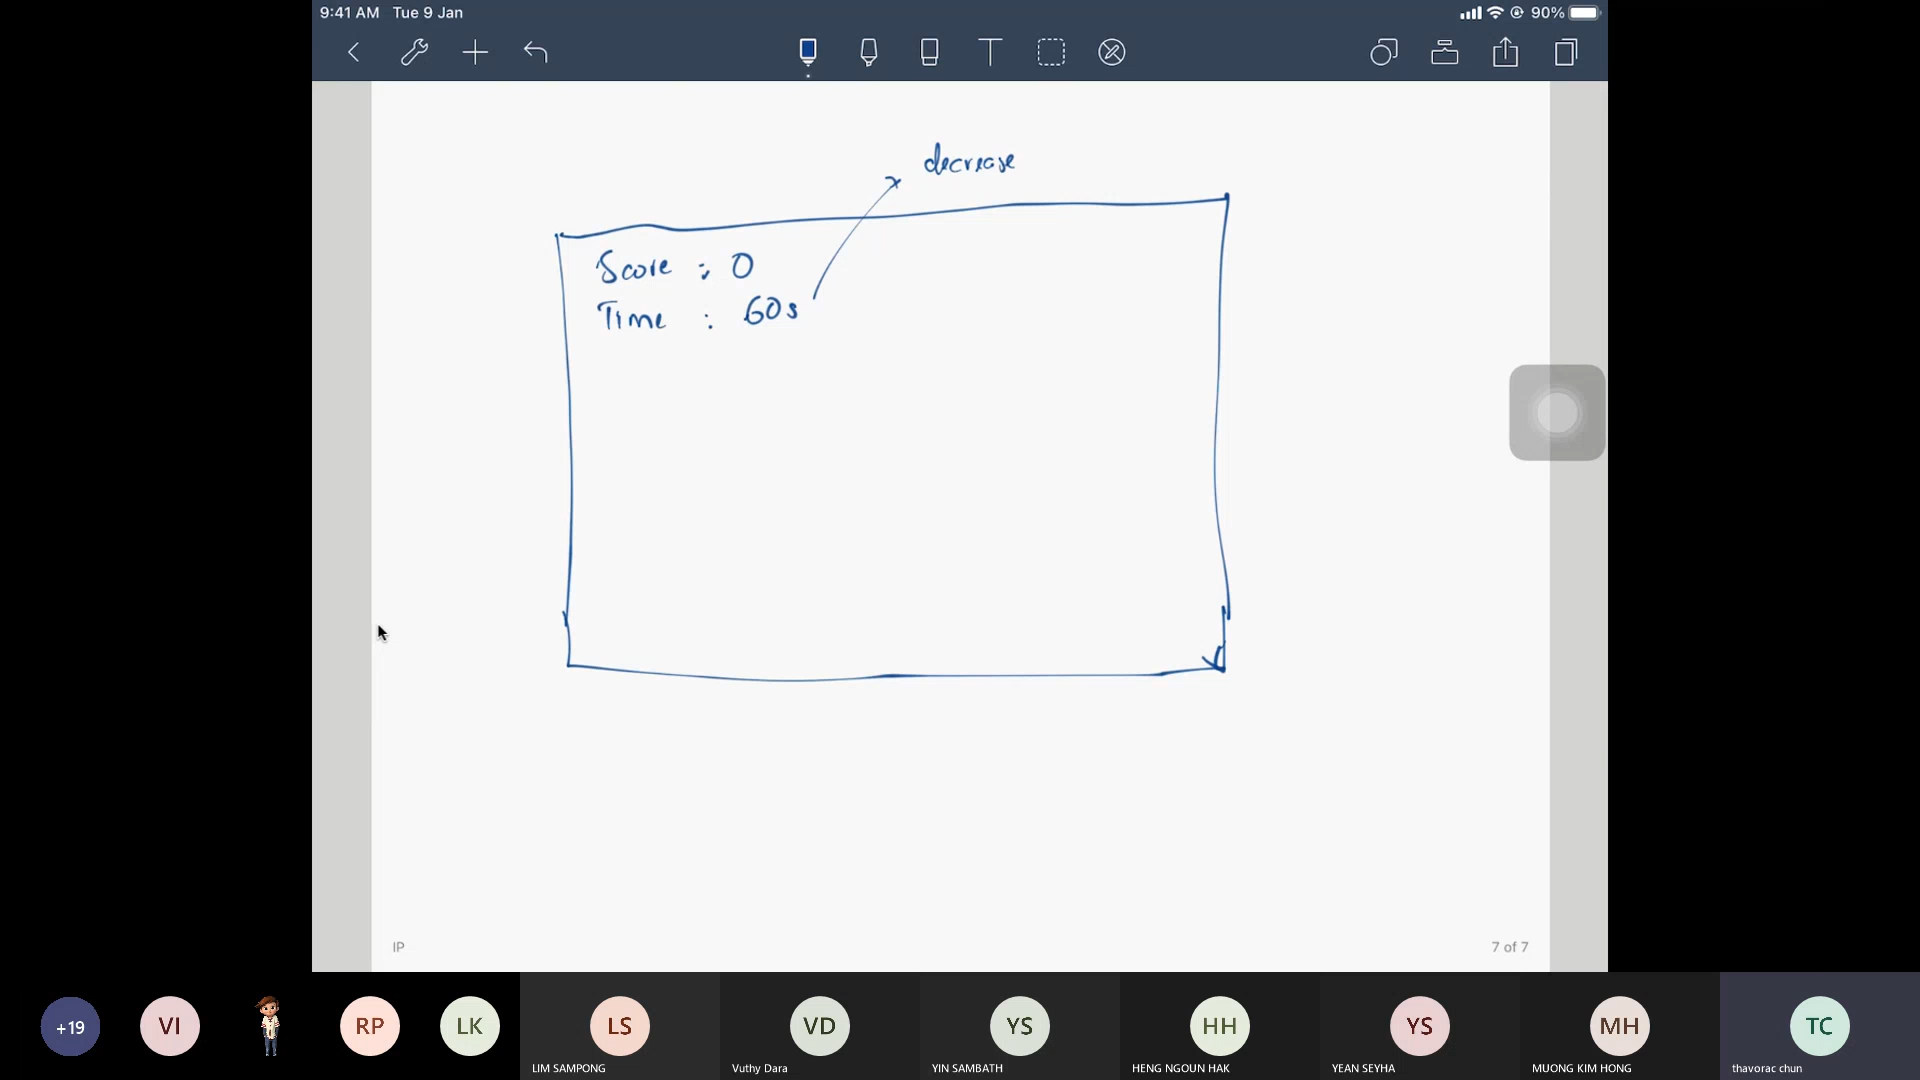 9:41 AM Tue 9 Jan
90%
decrease
Score : 0
Time : 60s
IP
7 of 7
+19
VI
RP
LK
LS
VD
YS
HH
YS
MH
TC
LIM SAMPONG
Vuthy Dara
YIN SAMBATH
HENG NGOUN HAK
YEAN SEYHA
MUONG KIM HONG
thavorac chun